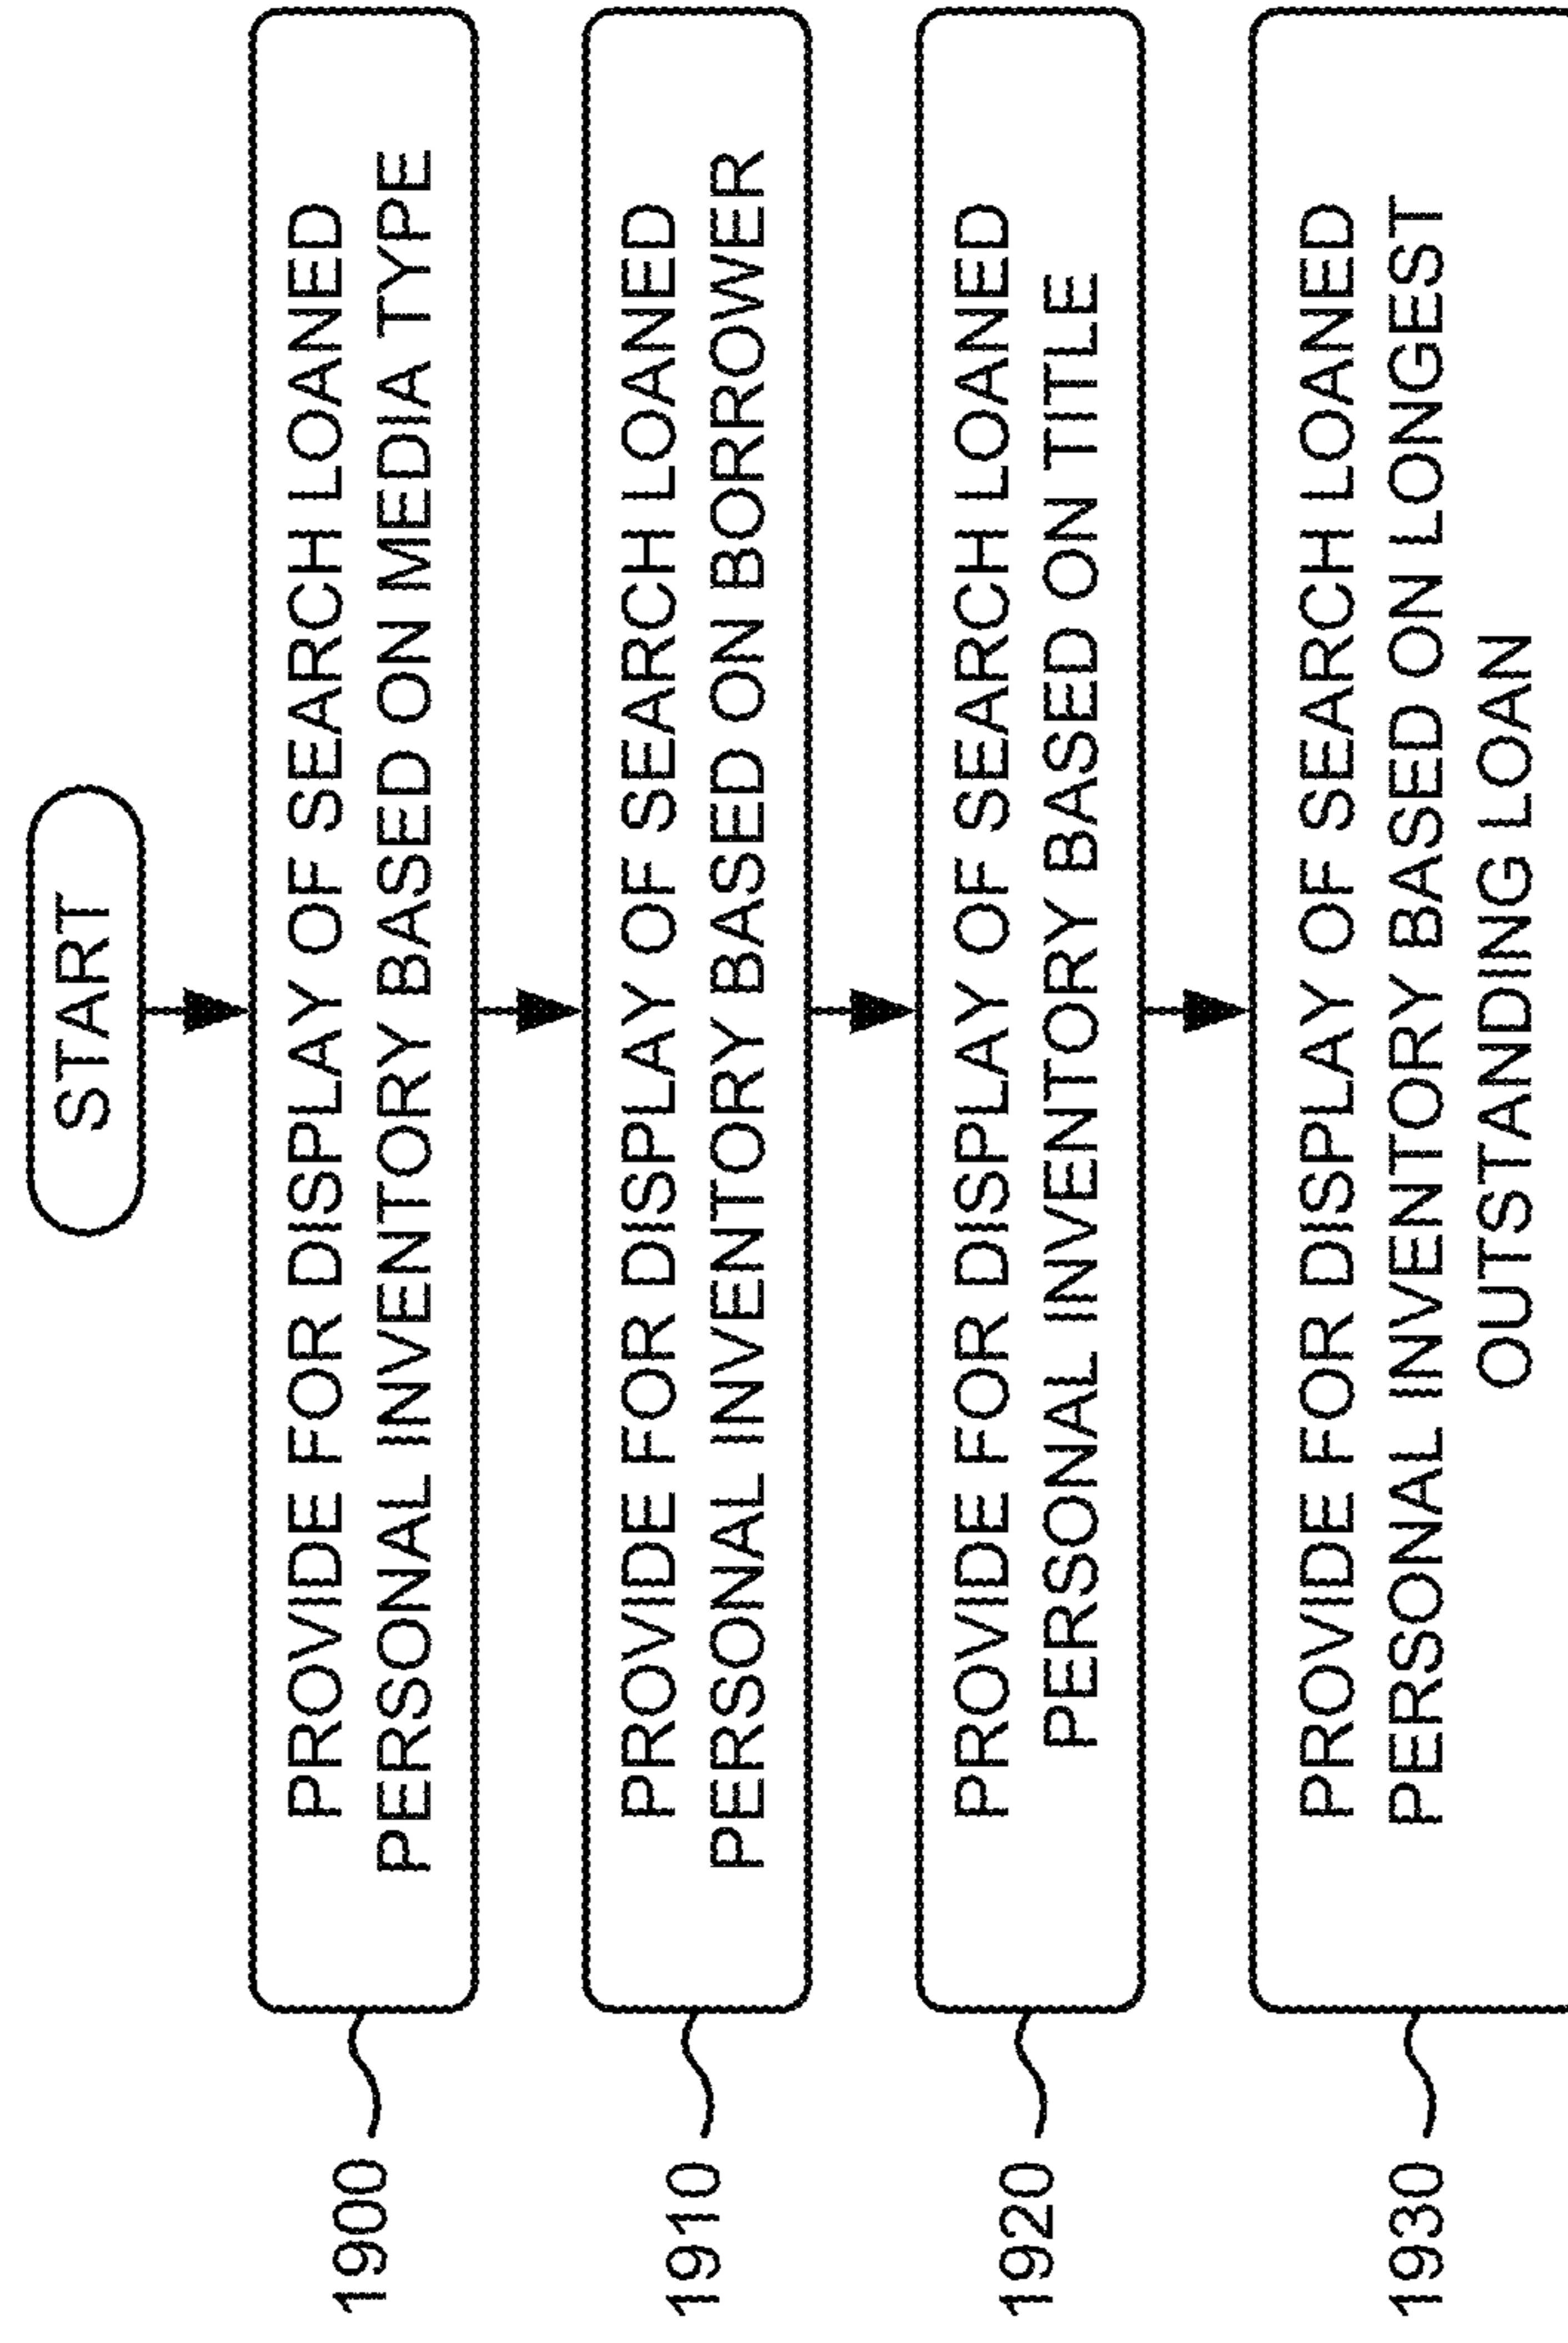 START
PROVIDE FOR DISPLAY OF SEARCH LOANED
PERSONAL INVENTORY BASED ON MEDIA TYPE
1900
PROVIDE FOR DISPLAY OF SEARCH LOANED
PERSONAL INVENTORY BASED ON BORROWER
1910
PROVIDE FOR DISPLAY OF SEARCH LOANED
PERSONAL INVENTORY BASED ON TITLE
1920
PROVIDE FOR DISPLAY OF SEARCH LOANED
PERSONAL INVENTORY BASED ON LONGEST
OUTSTANDING LOAN
1930